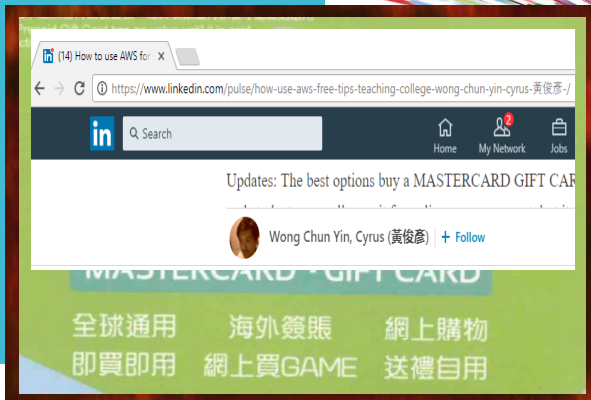 (14) How to use AWS for
https://www.linkedin.com/pulse/how-use-aws-free-tips-teaching-college-wong-chun-yin-cyrus-黃俊彥-/
in
Search
Home
My Network
2
Jobs
Updates: The best options buy a MASTERCARD GIFT CAR
Wong Chun Yin, Cyrus (黃俊彥)
+ Follow
MASTERCARD GIFT CARD
全球通用 海外簽賬 網上購物
即買即用 網上買GAME 送禮自用